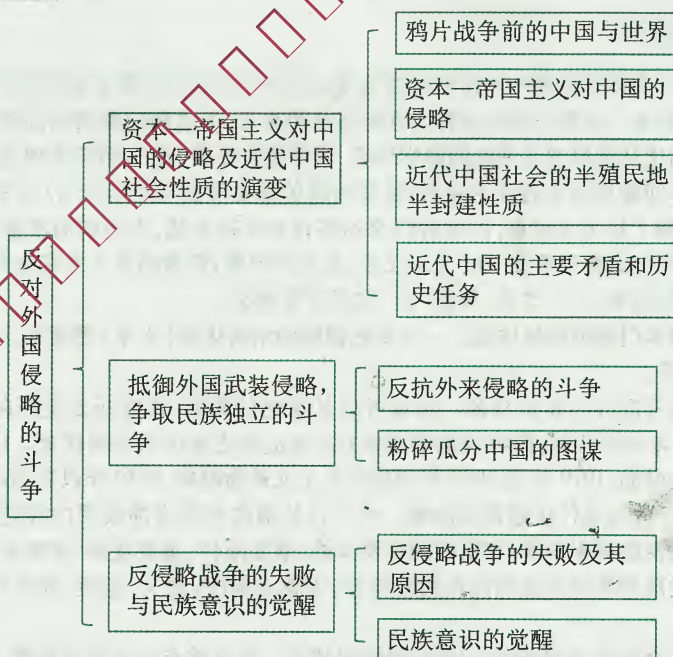 反对外国侵略的斗争
资本—帝国主义对中
国的侵略及近代中国
社会性质的演变
鸦片战争前的中国与世界
资本—帝国主义对中国的
侵略
近代中国社会的半殖民地
半封建性质
近代中国的主要矛盾和历
史任务
抵御外国武装侵略，
争取民族独立的斗
争
反抗外来侵略的斗争
粉碎瓜分中国的图谋
反侵略战争的失败
与民族意识的觉醒
反侵略战争的失败及其
原因
民族意识的觉醒